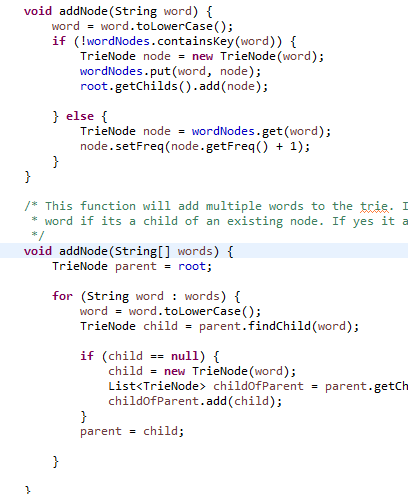 void addNode(String word) {
    word = word.toLowerCase();
    if (!wordNodes.containsKey(word)) {
        TrieNode node = new TrieNode(word);
        wordNodes.put(word, node);
        root.getChilds().add(node);

    } else {
        TrieNode node = wordNodes.get(word);
        node.setFreq(node.getFreq() + 1);
    }
}

/* This function will add multiple words to the trie. I
 * word if its a child of an existing node. If yes it a
 */
void addNode(String[] words) {
    TrieNode parent = root;

    for (String word : words) {
        word = word.toLowerCase();
        TrieNode child = parent.findChild(word);

        if (child == null) {
            child = new TrieNode(word);
            List<TrieNode> childOfParent = parent.getCh
            childOfParent.add(child);
        }
        parent = child;

    }

}